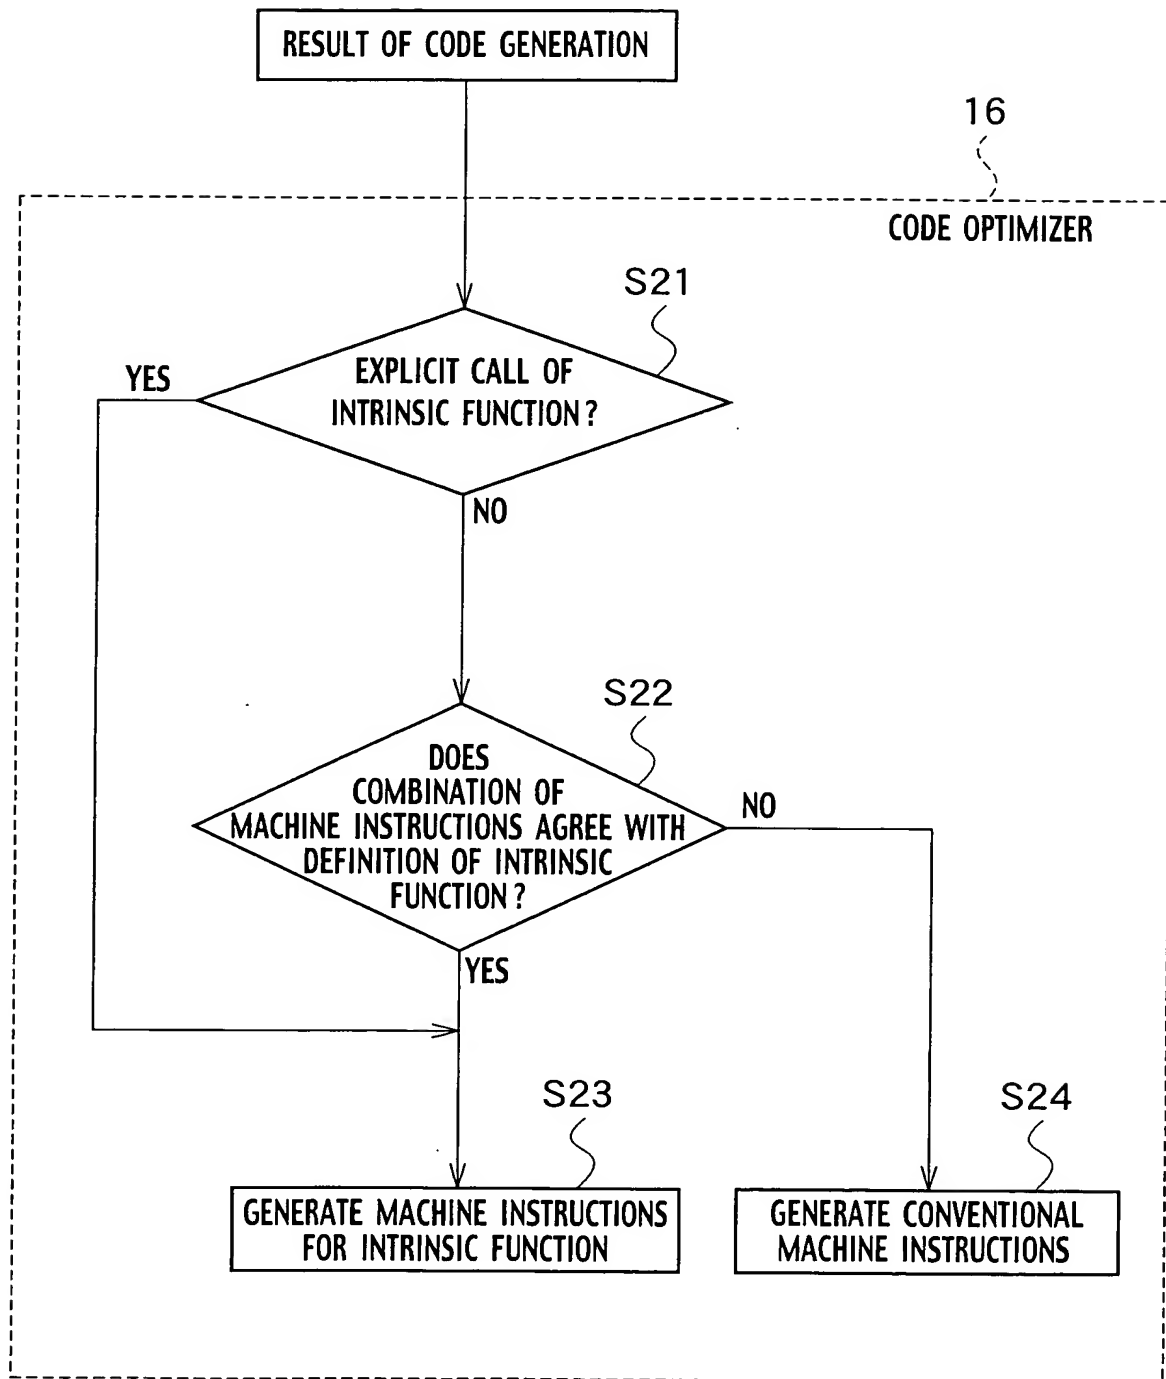 RESULT OF CODE GENERATION
16
CODE OPTIMIZER
S21
YES
EXPLICIT CALL OF
INTRINSIC FUNCTION?
NO
S22
DOES
COMBINATION OF
MACHINE INSTRUCTIONS AGREE WITH
DEFINITION OF INTRINSIC
FUNCTION?
NO
YES
S23
S24
GENERATE MACHINE INSTRUCTIONS
FOR INTRINSIC FUNCTION
GENERATE CONVENTIONAL
MACHINE INSTRUCTIONS